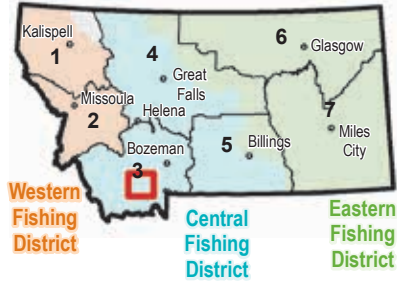 Kalispell
1
4
6
Glasgow
Great
Falls
Missoula
2
Helena
7
Miles
City
Bozeman
3
5
Billings
Western
Fishing
District
Central
Fishing
District
Eastern
Fishing
District